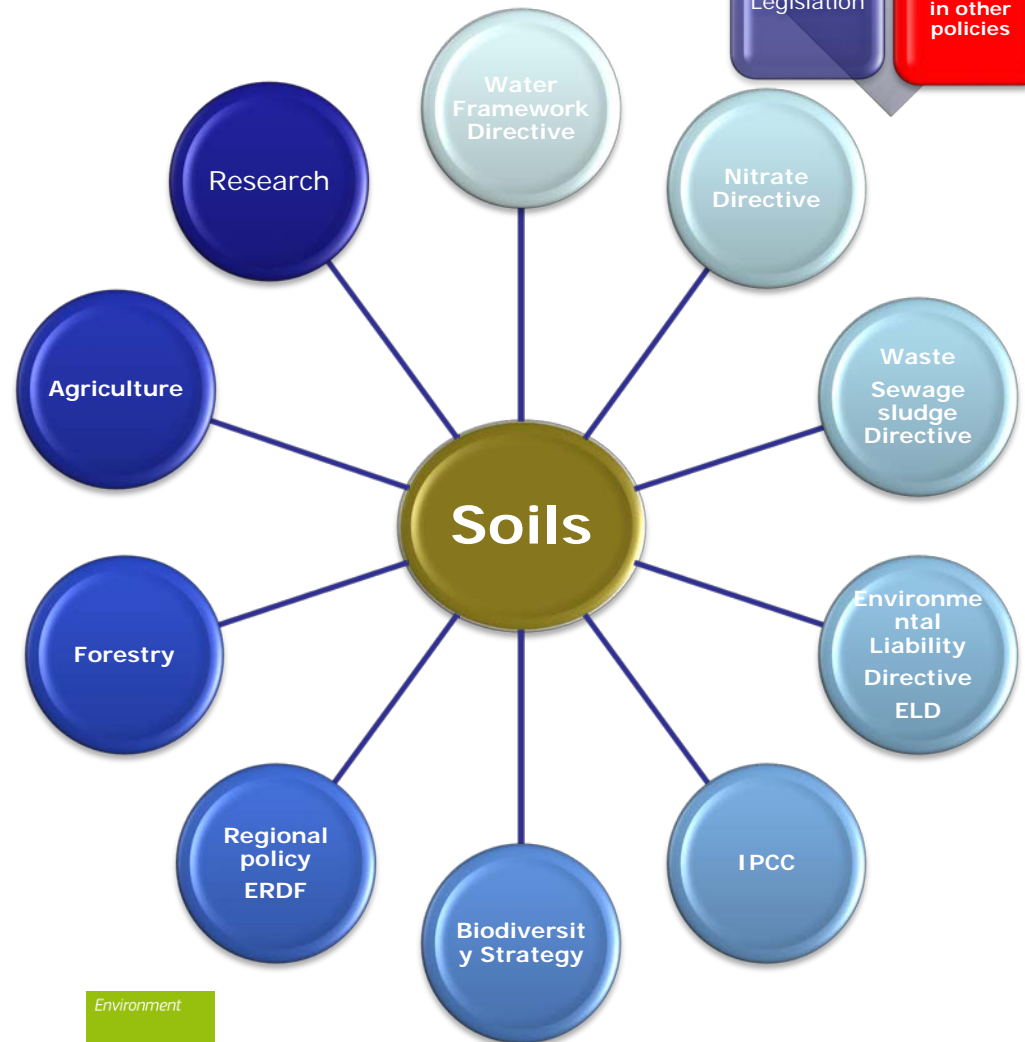 Legislation
in other
policies
Water
Framework
Directive
Nitrate
Directive
Waste
Sewage
sludge
Directive
Environme
ntal
Liability
Directive
ELD
IPCC
Biodiversit
y Strategy
Regional
policy
ERDF
Forestry
Agriculture
Research
Soils
Environment